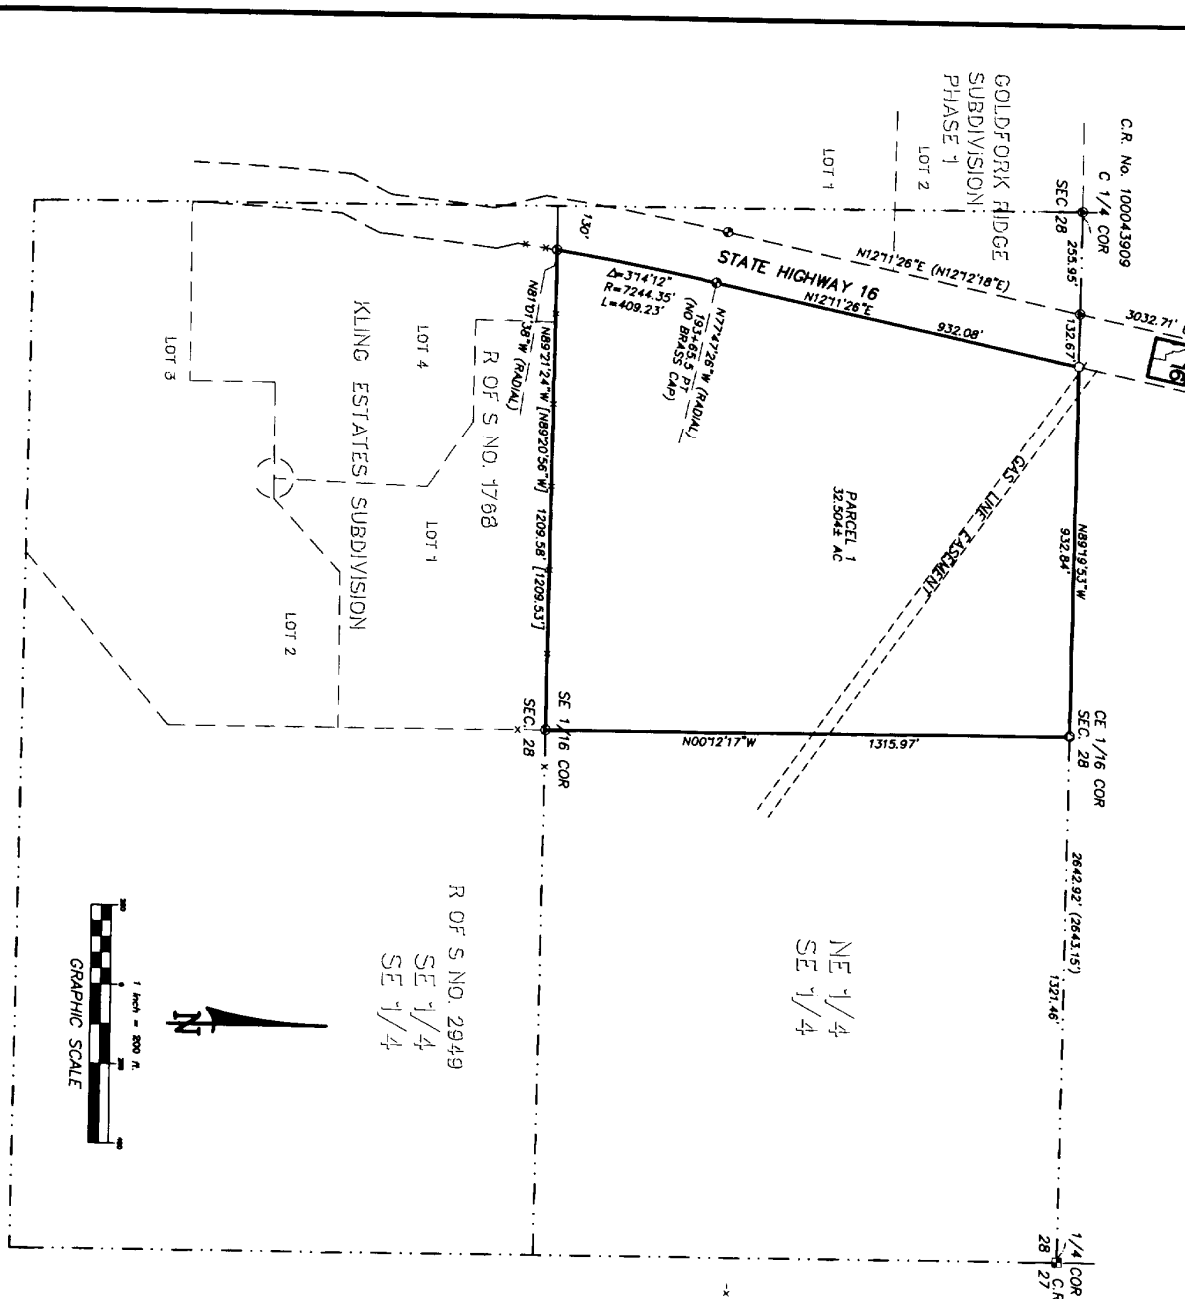 C.R. No. 100043909
C 1/4 COR
SEC 28
255.95'
132.67'
3032.71'
16
GOLDFORK RIDGE
SUBDIVISION
PHASE 1
LOT 2
LOT 1
N12°11'26"E (N12°12'18"E)
STATE HIGHWAY 16
N12°11'26"E
932.08'
130'
Δ=3°14'12"
R=7244.35'
L=409.23'
N77°47'26"W (RADIAL)
193+65.5 PT
(NO BRASS CAP)
N81°01'38"W (RADIAL)
N89°19'53"W
932.84'
GAS LINE EASEMENT
PARCEL 1
32.504± AC
N89°21'24"W [N89°20'56"W] 1209.58' [1209.53']
N00°12'17"W
1315.97'
CE 1/16 COR
SEC. 28
SE 1/16 COR
SEC. 28
R OF S NO. 1768
KLING ESTATES SUBDIVISION
LOT 4
LOT 3
LOT 1
LOT 2
2642.92' (2643.15')
1321.46'
NE 1/4
SE 1/4
R OF S NO. 2949
SE 1/4
SE 1/4
1/4 COR
28
27
C.R
N
200
0
200
400
1 inch = 200 ft.
GRAPHIC SCALE